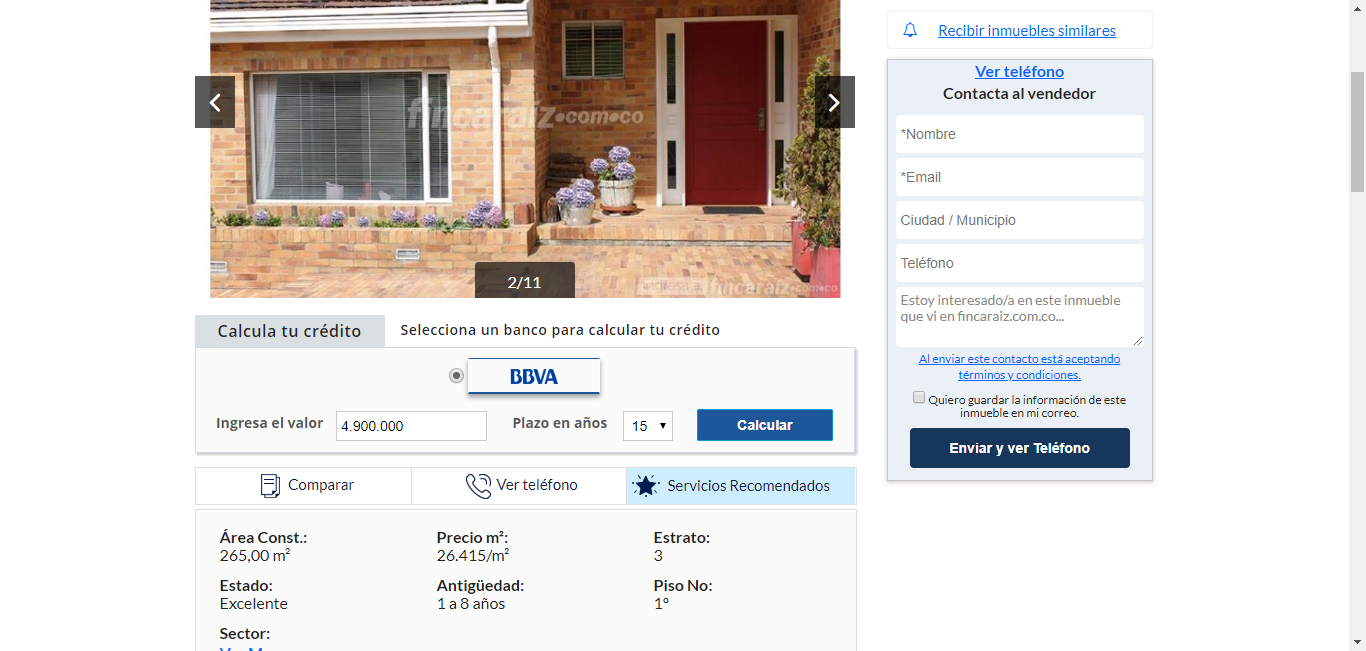 Recibir inmuebles similares
Ver teléfono
Contacta al vendedor
fincaraíz.com.co
*Nombre
*Email
Ciudad / Municipio
Teléfono
fincaraiz.com.co
2/11
Estoy interesado/a en este inmueble
que vi en fincaraiz.com.co...
Calcula tu crédito
Selecciona un banco para calcular tu crédito
Al enviar este contacto está aceptando
términos y condiciones.
BBVA
Quiero guardar la información de este
inmueble en mi correo.
Ingresa el valor
4.900.000
Plazo en años
15
Calcular
Enviar y ver Teléfono
Comparar
Ver teléfono
Servicios Recomendados
Área Const.:
265,00 m²
Precio m²:
26.415/m²
Estrato:
3
Estado:
Excelente
Antigüedad:
1 a 8 años
Piso No:
1º
Sector: